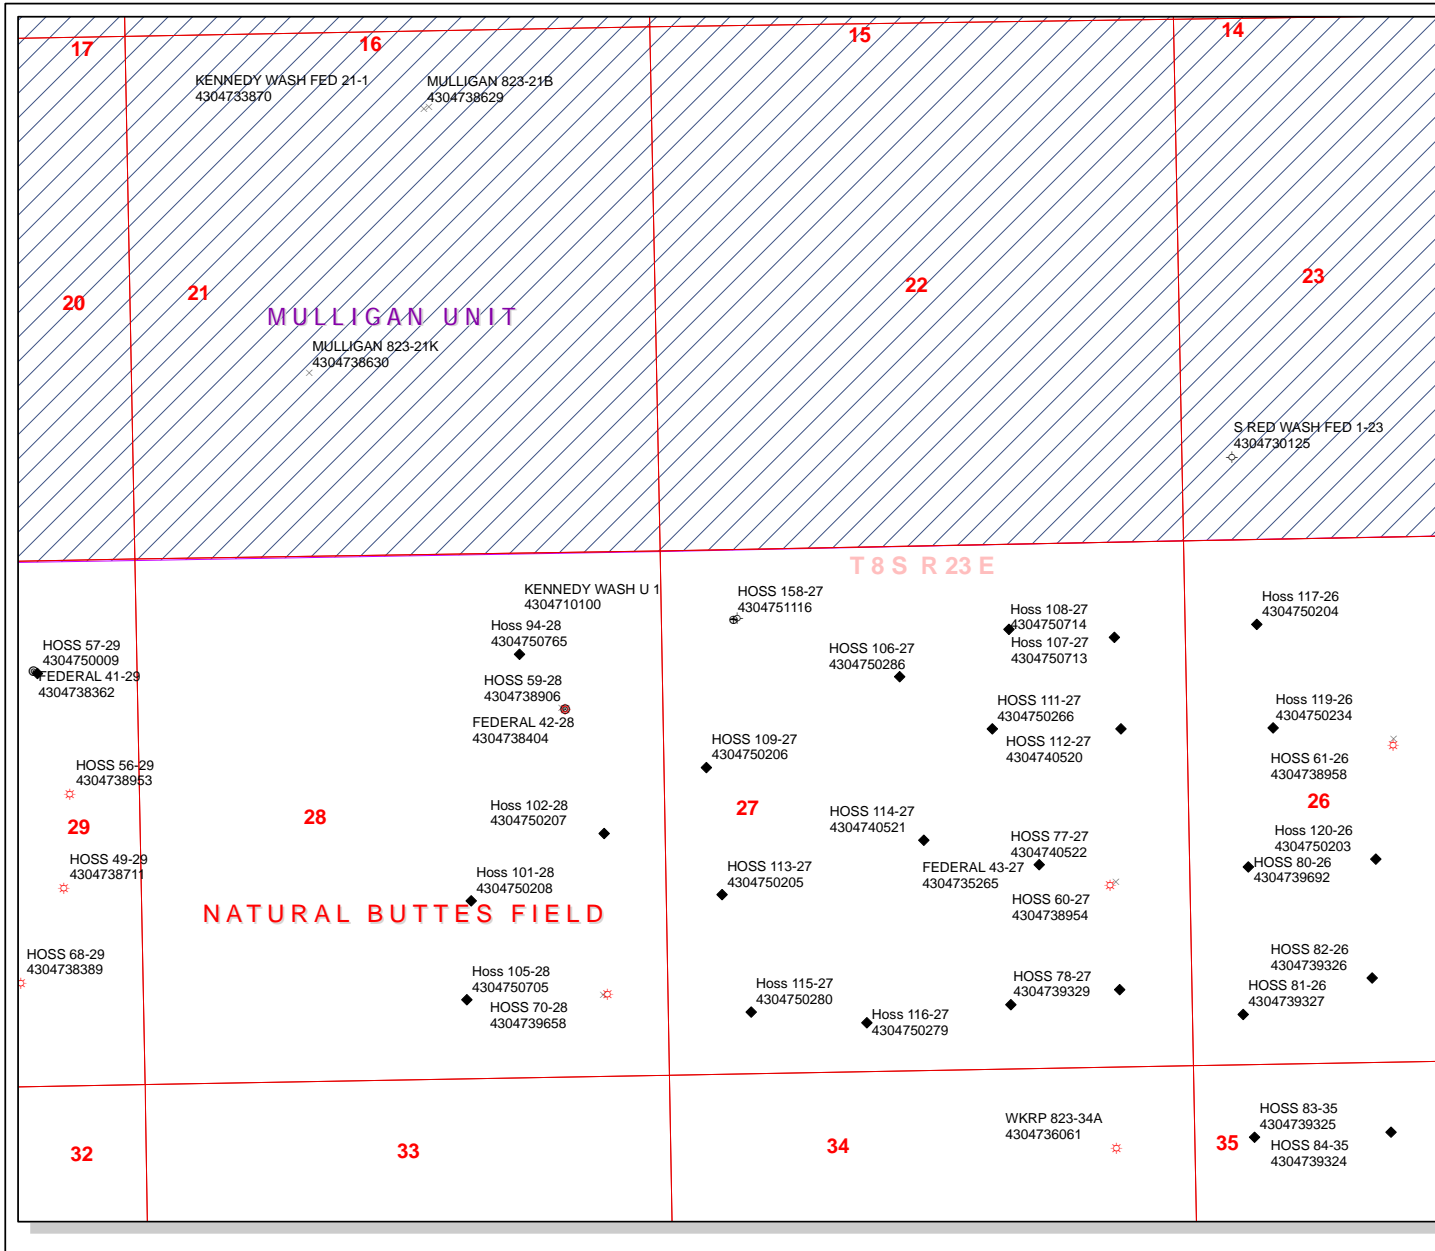 17
16
15
14
KENNEDY WASH FED 21-1
4304733870
MULLIGAN 823-21B
4304738629
20
21
22
23
MULLIGAN UNIT
MULLIGAN 823-21K
4304738630
S RED WASH FED 1-23
4304730125
T 8 S R 23 E
KENNEDY WASH U 1
4304710100
HOSS 158-27
4304751116
Hoss 117-26
4304750204
Hoss 94-28
4304750765
Hoss 108-27
4304750714
Hoss 107-27
4304750713
HOSS 57-29
4304750009
FEDERAL 41-29
4304738362
HOSS 106-27
4304750286
HOSS 59-28
4304738906
FEDERAL 42-28
4304738404
HOSS 111-27
4304750266
HOSS 112-27
4304740520
Hoss 119-26
4304750234
HOSS 109-27
4304750206
HOSS 61-26
4304738958
HOSS 56-29
4304738953
29
28
27
26
Hoss 102-28
4304750207
HOSS 114-27
4304740521
HOSS 77-27
4304740522
Hoss 120-26
4304750203
HOSS 80-26
4304739692
HOSS 49-29
4304738711
HOSS 113-27
4304750205
FEDERAL 43-27
4304735265
Hoss 101-28
4304750208
HOSS 60-27
4304738954
NATURAL BUTTES FIELD
HOSS 68-29
4304738389
HOSS 82-26
4304739326
HOSS 81-26
4304739327
Hoss 105-28
4304750705
HOSS 70-28
4304739658
Hoss 115-27
4304750280
HOSS 78-27
4304739329
Hoss 116-27
4304750279
WKRP 823-34A
4304736061
HOSS 83-35
4304739325
HOSS 84-35
4304739324
32
33
34
35